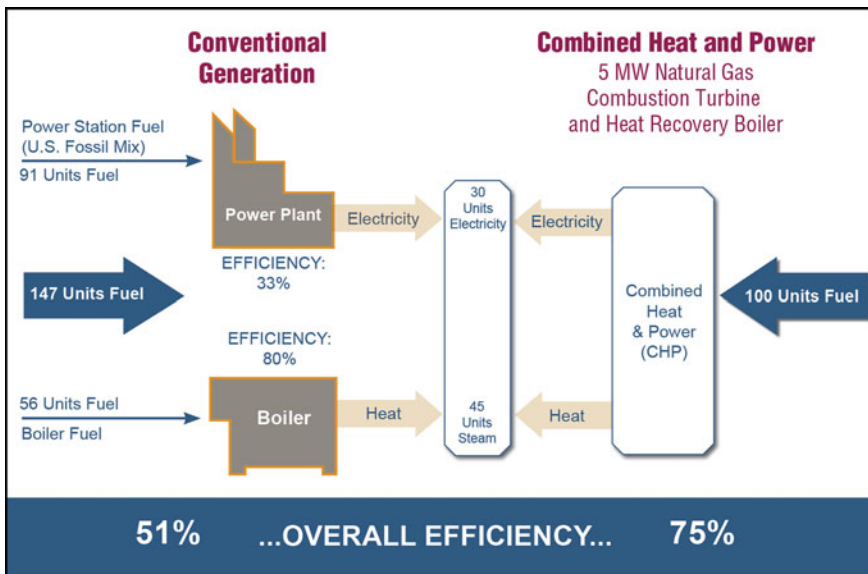 Conventional
Generation
Combined Heat and Power
5 MW Natural Gas
Combustion Turbine
and Heat Recovery Boiler
Power Station Fuel
(U.S. Fossil Mix)
91 Units Fuel
Power Plant
Electricity
30
Units
Electricity
Electricity
EFFICIENCY:
33%
147 Units Fuel
Combined
Heat
& Power
(CHP)
100 Units Fuel
EFFICIENCY:
80%
56 Units Fuel
Boiler Fuel
Boiler
Heat
45
Units
Steam
Heat
51% ...OVERALL EFFICIENCY... 75%